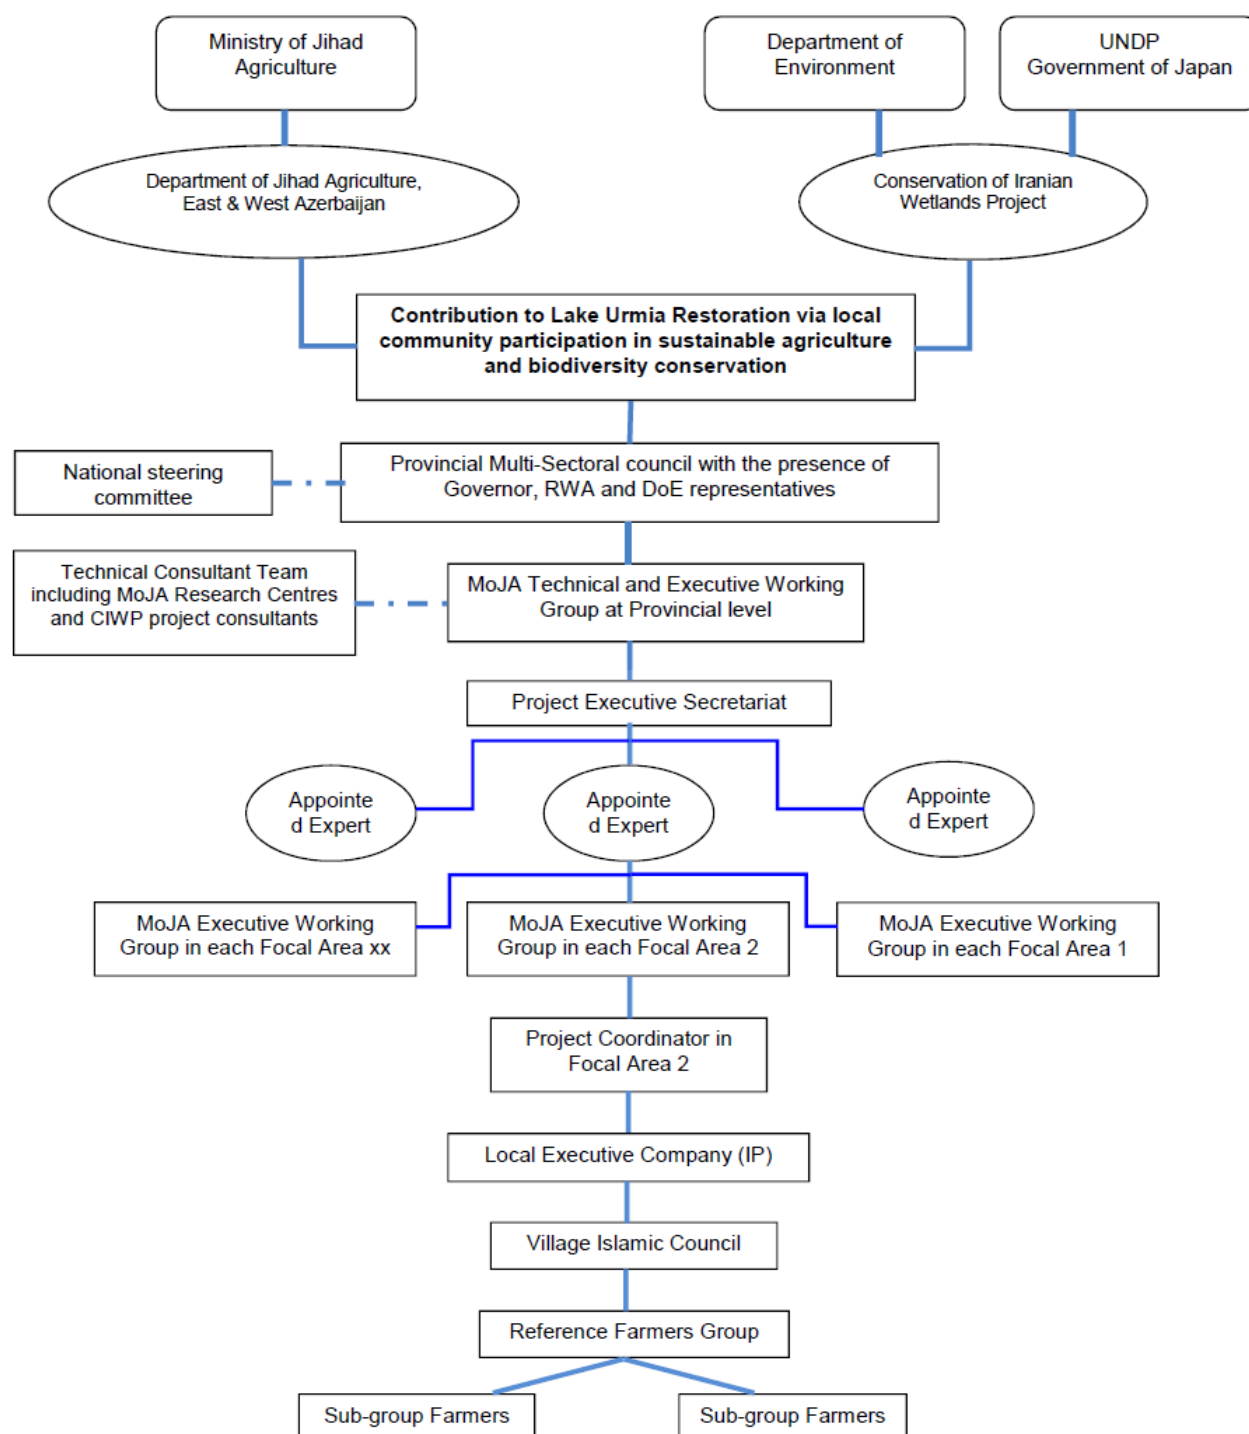 Ministry of Jihad
Agriculture
Department of
Environment
UNDP
Government of Japan
Department of Jihad Agriculture,
East & West Azerbaijan
Conservation of Iranian
Wetlands Project
Contribution to Lake Urmia Restoration via local
community participation in sustainable agriculture
and biodiversity conservation
National steering
committee
Provincial Multi-Sectoral council with the presence of
Governor, RWA and DoE representatives
Technical Consultant Team
including MoJA Research Centres
and CIWP project consultants
MoJA Technical and Executive Working
Group at Provincial level
Project Executive Secretariat
Appointe
d Expert
Appointe
d Expert
Appointe
d Expert
MoJA Executive Working
Group in each Focal Area xx
MoJA Executive Working
Group in each Focal Area 2
MoJA Executive Working
Group in each Focal Area 1
Project Coordinator in
Focal Area 2
Local Executive Company (IP)
Village Islamic Council
Reference Farmers Group
Sub-group Farmers
Sub-group Farmers